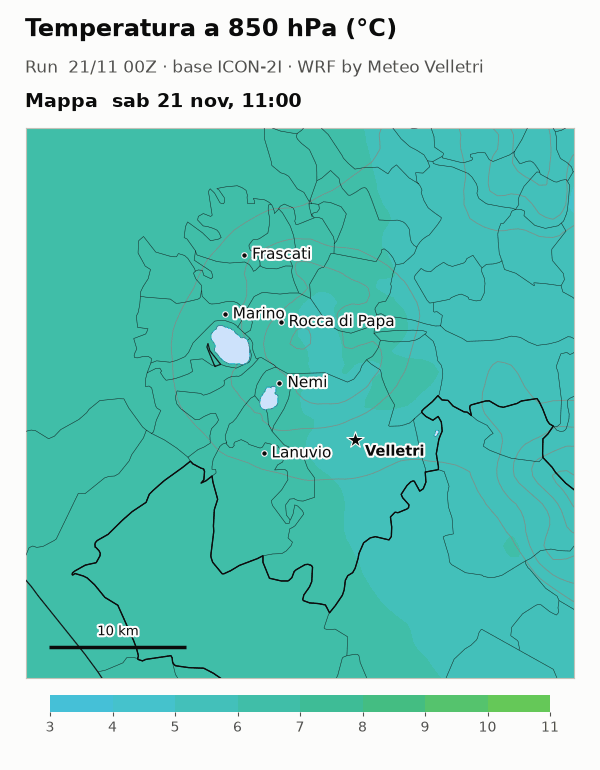 Temperatura a 850 hPa (°C)
Run  21/11 00Z · base ICON-2I · WRF by Meteo Velletri
Mappa  sab 21 nov, 11:00
Frascati
Marino
Rocca di Papa
Nemi
Velletri
Lanuvio
10 km
3 4 5 6 7 8 9 10 11